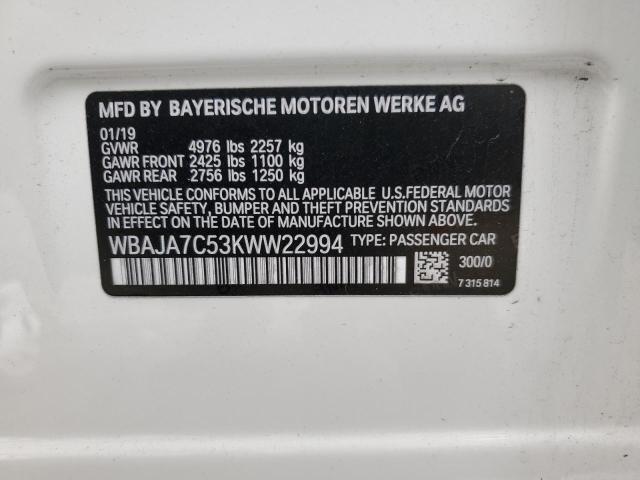 MFD BY BAYERISCHE MOTOREN WERKE AG
01/19
GVWR 4976 lbs 2257 kg
GAWR FRONT 2425 lbs 1100 kg
GAWR REAR 2756 lbs 1250 kg
THIS VEHICLE CONFORMS TO ALL APPLICABLE U.S.FEDERAL MOTOR
VEHICLE SAFETY, BUMPER AND THEFT PREVENTION STANDARDS
IN EFFECT ON THE DATE OF MANUFACTURE SHOWN ABOVE.
WBAJA7C53KWW22994 TYPE: PASSENGER CAR
300/0
7 315 814